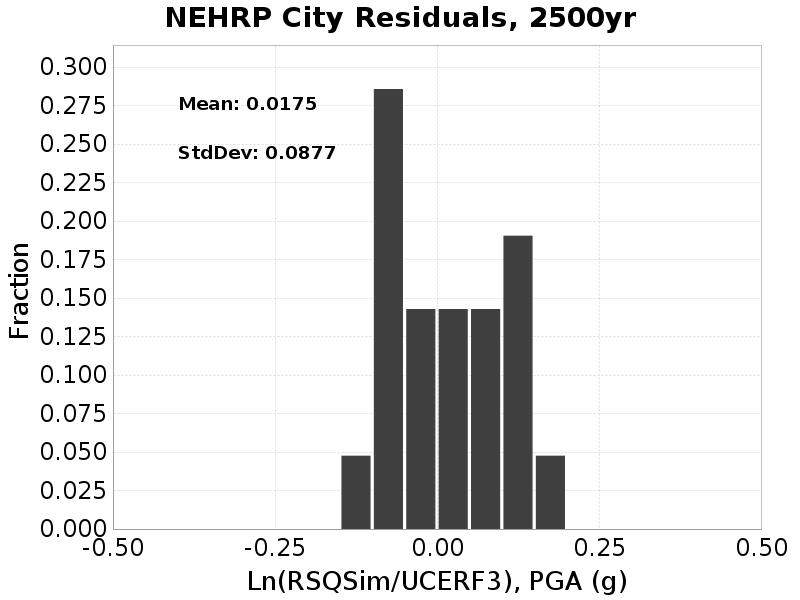 NEHRP City Residuals, 2500yr
Mean: 0.0175
StdDev: 0.0877
Fraction
0.300
0.275
0.250
0.225
0.200
0.175
0.150
0.125
0.100
0.075
0.050
0.025
0.000
-0.50 -0.25 0.00 0.25 0.50
Ln(RSQSim/UCERF3), PGA (g)